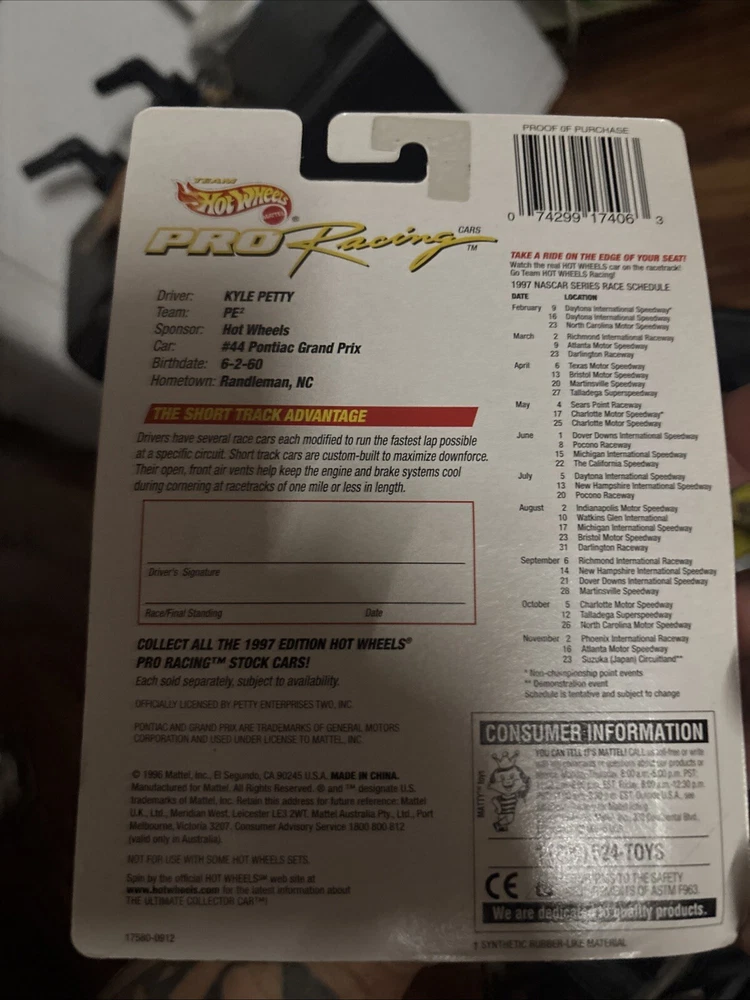 PROOF OF PURCHASE
0 74299 17406 3
TEAM
Hot Wheels
MATTEL
®
PRO Racing CARS
TM
Driver: KYLE PETTY
Team: PE²
Sponsor: Hot Wheels
Car: #44 Pontiac Grand Prix
Birthdate: 6-2-60
Hometown: Randleman, NC
THE SHORT TRACK ADVANTAGE
Drivers have several race cars each modified to run the fastest lap possible
at a specific circuit. Short track cars are custom-built to maximize downforce.
Their open, front air vents help keep the engine and brake systems cool
during cornering at racetracks of one mile or less in length.
Driver's Signature
Race/Final Standing Date
COLLECT ALL THE 1997 EDITION HOT WHEELS®
PRO RACING™ STOCK CARS!
Each sold separately, subject to availability.
OFFICIALLY LICENSED BY PETTY ENTERPRISES TWO, INC.
PONTIAC AND GRAND PRIX ARE TRADEMARKS OF GENERAL MOTORS
CORPORATION AND USED UNDER LICENSE TO MATTEL, INC.
© 1996 Mattel, Inc., El Segundo, CA 90245 U.S.A. MADE IN CHINA.
Manufactured for Mattel. All Rights Reserved. ® and ™ designate U.S.
trademarks of Mattel, Inc. Retain this address for future reference: Mattel
U.K., Ltd., Meridian West, Leicester LE3 2WT. Mattel Australia Pty., Ltd., Port
Melbourne, Victoria 3207. Consumer Advisory Service 1800 800 812
(valid only in Australia).
NOT FOR USE WITH SOME HOT WHEELS SETS.
Spin by the official HOT WHEELS℠ web site at
www.hotwheels.com for the latest information about
THE ULTIMATE COLLECTOR CAR™!
17580-0912
TAKE A RIDE ON THE EDGE OF YOUR SEAT!
Watch the real HOT WHEELS car on the racetrack!
Go Team HOT WHEELS Racing!
1997 NASCAR SERIES RACE SCHEDULE
DATE LOCATION
February 9 Daytona International Speedway*
16 Daytona International Speedway
23 North Carolina Motor Speedway
March 2 Richmond International Raceway
9 Atlanta Motor Speedway
23 Darlington Raceway
April 6 Texas Motor Speedway
13 Bristol Motor Speedway
20 Martinsville Speedway
27 Talladega Superspeedway
May 4 Sears Point Raceway
17 Charlotte Motor Speedway*
25 Charlotte Motor Speedway
June 1 Dover Downs International Speedway
8 Pocono Raceway
15 Michigan International Speedway
22 The California Speedway
July 5 Daytona International Speedway
13 New Hampshire International Speedway
20 Pocono Raceway
August 2 Indianapolis Motor Speedway
10 Watkins Glen International
17 Michigan International Speedway
23 Bristol Motor Speedway
31 Darlington Raceway
September 6 Richmond International Raceway
14 New Hampshire International Speedway
21 Dover Downs International Speedway
28 Martinsville Speedway
October 5 Charlotte Motor Speedway
12 Talladega Superspeedway
26 North Carolina Motor Speedway
November 2 Phoenix International Raceway
16 Atlanta Motor Speedway
23 Suzuka (Japan) Circuitland**
* Non-championship point events
** Demonstration event
Schedule is tentative and subject to change
CONSUMER INFORMATION
YOU CAN TELL IT'S MATTEL! CALL us toll-free or write
products or
8:00 a.m.-5:00 p.m. PST
524-TOYS
CE
TO THE SAFETY
OF ASTM F963.
We are dedicated to quality products.
† SYNTHETIC RUBBER-LIKE MATERIAL